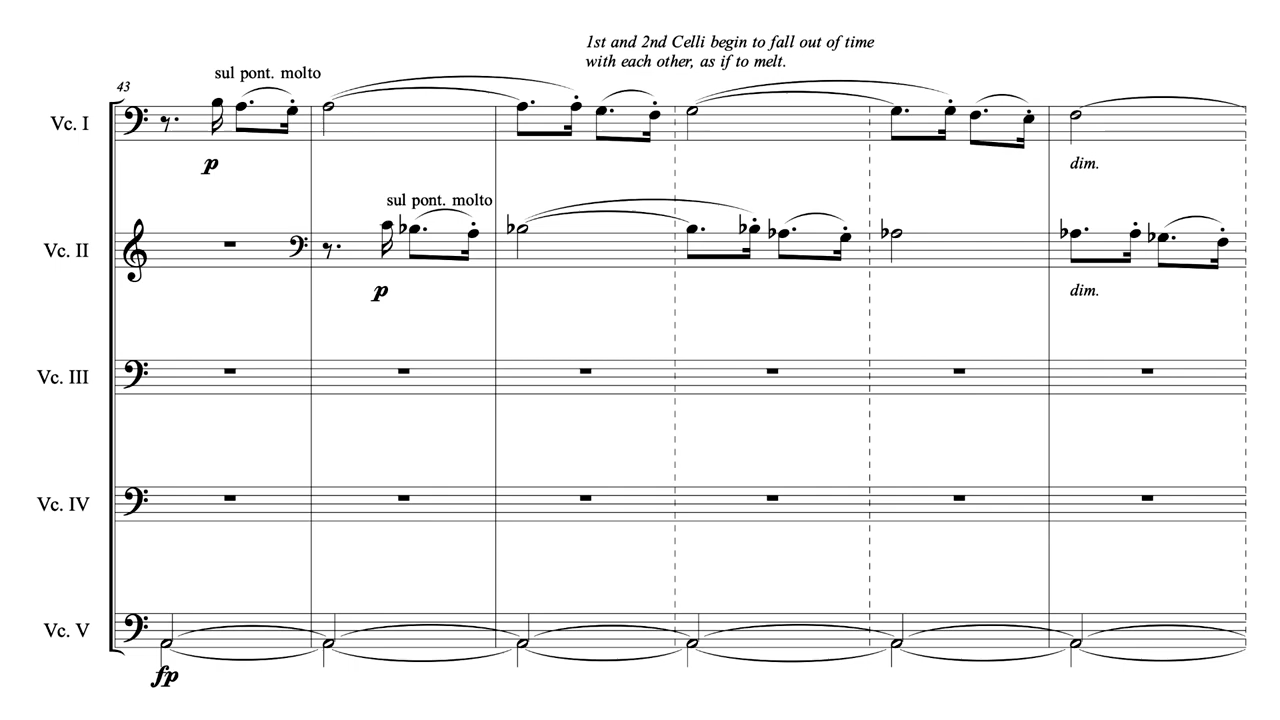 1st and 2nd Celli begin to fall out of time
with each other, as if to melt.
43
sul pont. molto
Vc. I
p
dim.
sul pont. molto
Vc. II
p
dim.
Vc. III
Vc. IV
Vc. V
fp